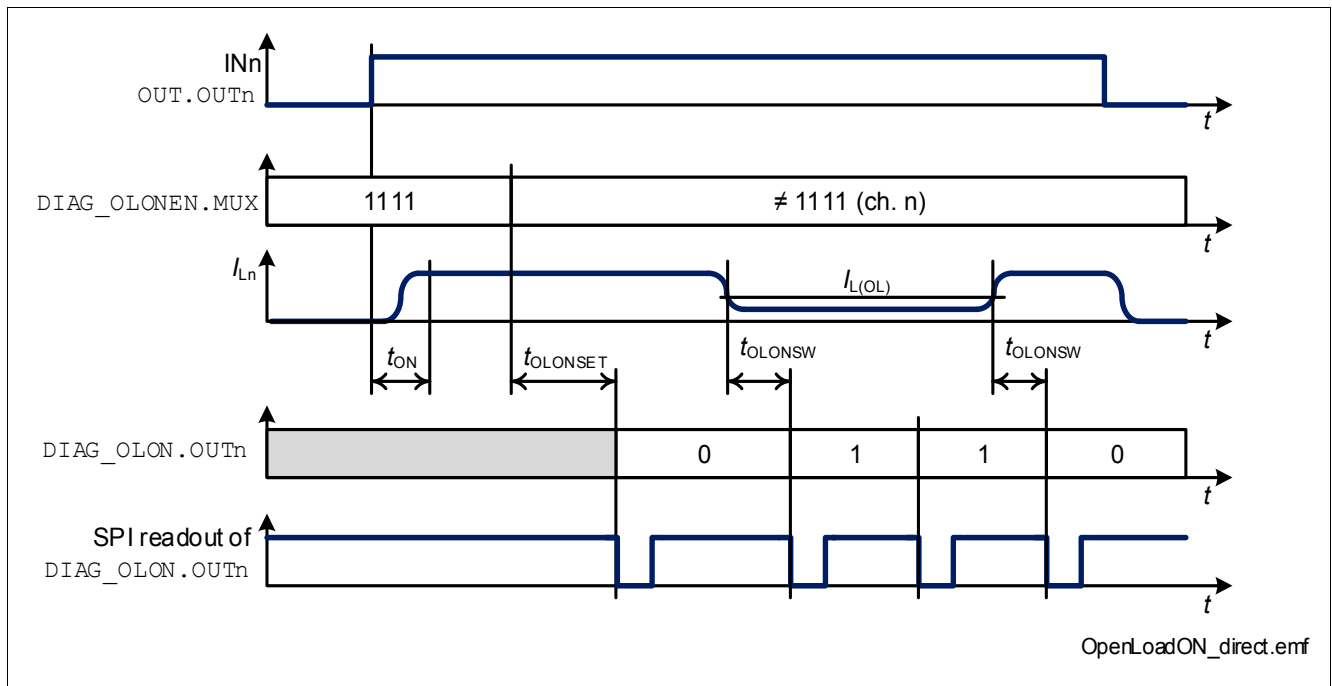 INn
OUT.OUTn
t
DIAG_OLONEN.MUX
1111
≠ 1111 (ch. n)
t
ILn
IL(OL)
t
tON
tOLONSET
tOLONSW
tOLONSW
DIAG_OLON.OUTn
0
1
1
0
t
SPI readout of
DIAG_OLON.OUTn
t
OpenLoadON_direct.emf